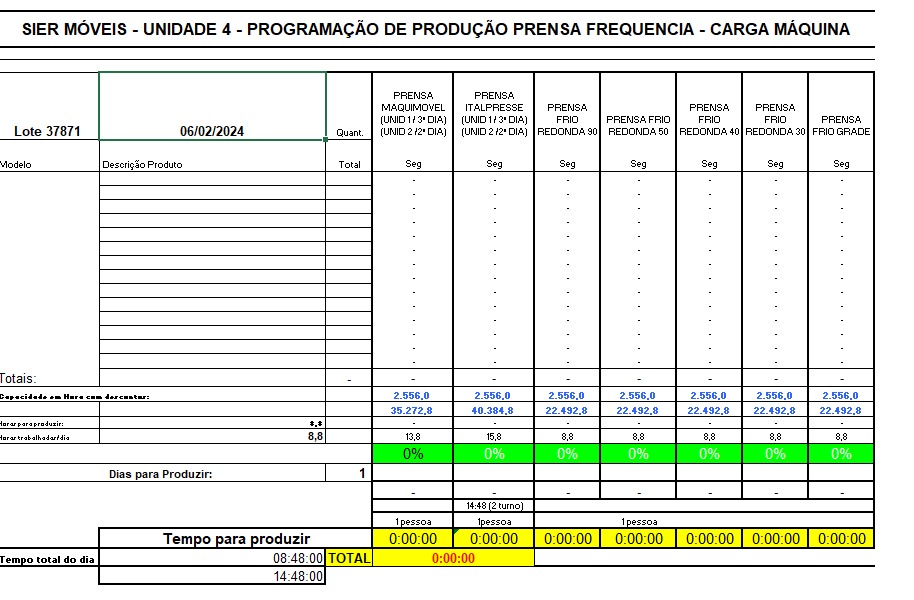 SIER MÓVEIS - UNIDADE 4 - PROGRAMAÇÃO DE PRODUÇÃO PRENSA FREQUENCIA - CARGA MÁQUINA
Lote 37871 06/02/2024 Quant. PRENSA MAQUIMOVEL (UNID 1 / 3ª DIA) (UNID 2 /2ª DIA) PRENSA ITALPRESSE (UNID 1 / 3ª DIA) (UNID 2 /2ª DIA) PRENSA FRIO REDONDA 90 PRENSA FRIO REDONDA 50 PRENSA FRIO REDONDA 40 PRENSA FRIO REDONDA 30 PRENSA FRIO GRADE
Modelo Descrição Produto Total Seg Seg Seg Seg Seg Seg Seg
- - - - - - -
- - - - - - -
- - - - - - -
- - - - - - -
- - - - - - -
- - - - - - -
- - - - - - -
- - - - - - -
- - - - - - -
- - - - - - -
- - - - - - -
- - - - - - -
- - - - - - -
- - - - - - -
Totais: - - - - - - - -
Capacidade em Hora com descontar: 2.556,0 2.556,0 2.556,0 2.556,0 2.556,0 2.556,0 2.556,0
35.272,8 40.384,8 22.492,8 22.492,8 22.492,8 22.492,8 22.492,8
Horas para produzir: 8,8 - - - - - - -
Horas trabalhadas/dia 8,8 13,8 15,8 8,8 8,8 8,8 8,8 8,8
0% 0% 0% 0% 0% 0% 0%
Dias para Produzir: 1
- - - - - - -
14:48 (2 turno)
1pessoa 1pessoa 1pessoa
Tempo para produzir 0:00:00 0:00:00 0:00:00 0:00:00 0:00:00 0:00:00 0:00:00
Tempo total do dia 08:48:00 TOTAL 0:00:00
14:48:00